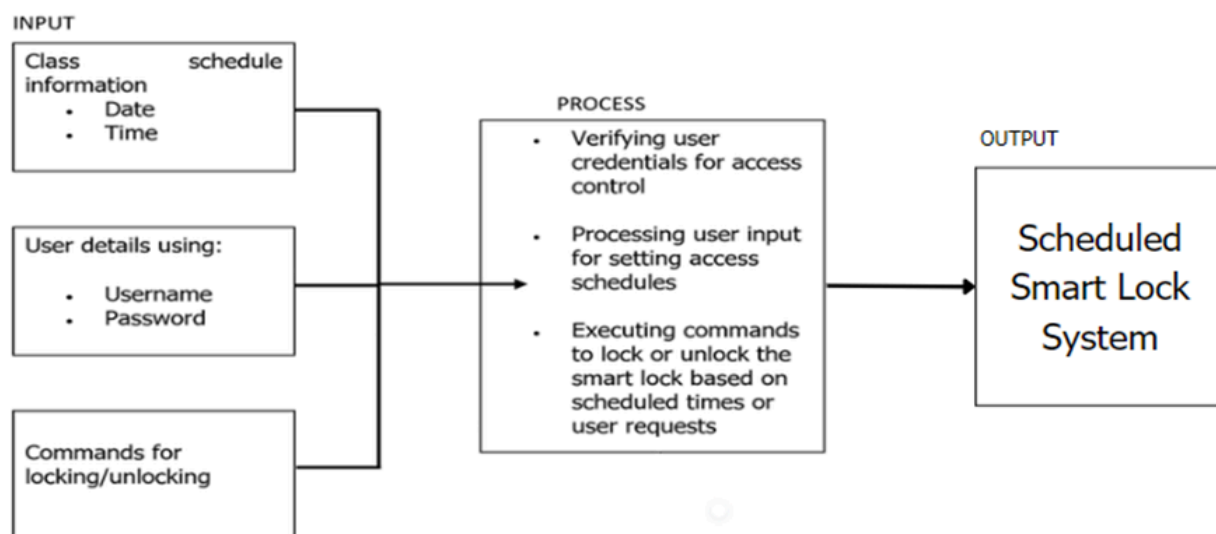 INPUT
Class schedule
information
• Date
• Time
User details using:
• Username
• Password
Commands for
locking/unlocking
PROCESS
• Verifying user
credentials for access
control
• Processing user input
for setting access
schedules
• Executing commands
to lock or unlock the
smart lock based on
scheduled times or
user requests
OUTPUT
Scheduled
Smart Lock
System